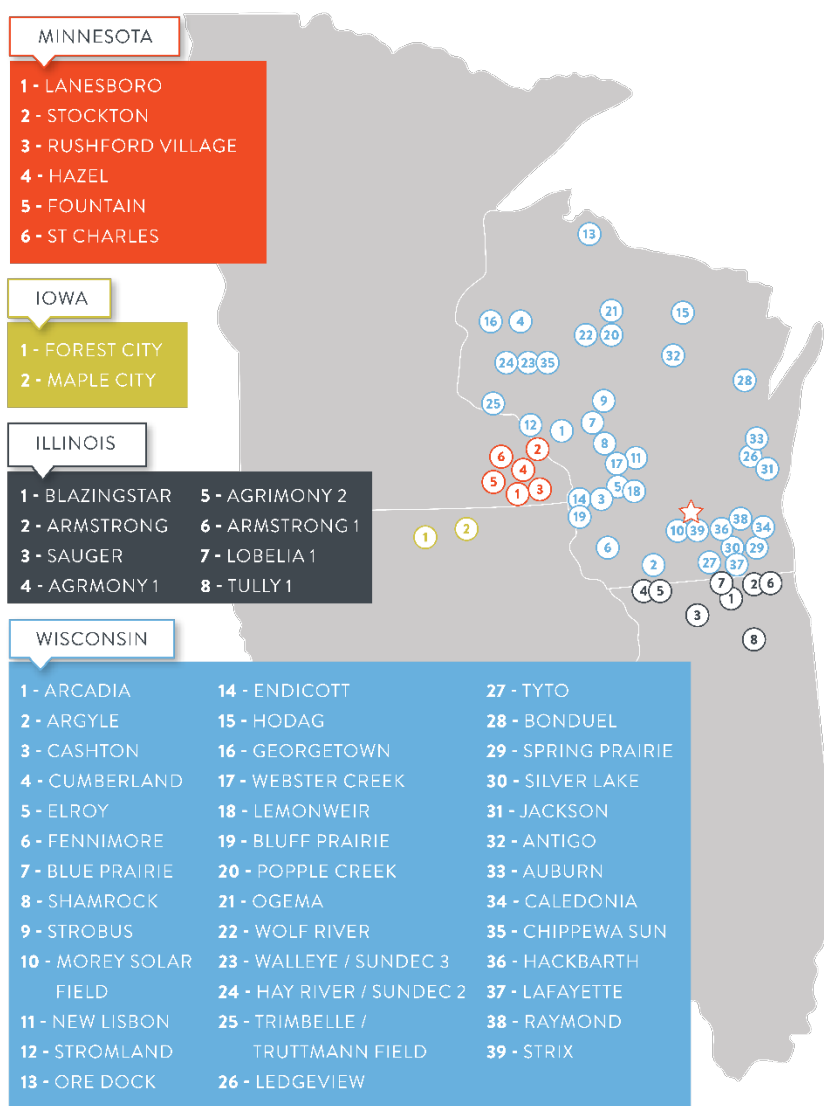 MINNESOTA
1 - LANESBORO
2 - STOCKTON
3 - RUSHFORD VILLAGE
4 - HAZEL
5 - FOUNTAIN
6 - ST CHARLES
IOWA
1 - FOREST CITY
2 - MAPLE CITY
ILLINOIS
1 - BLAZINGSTAR
2 - ARMSTRONG
3 - SAUGER
4 - AGRMONY 1
5 - AGRIMONY 2
6 - ARMSTRONG 1
7 - LOBELIA 1
8 - TULLY 1
WISCONSIN
1 - ARCADIA
2 - ARGYLE
3 - CASHTON
4 - CUMBERLAND
5 - ELROY
6 - FENNIMORE
7 - BLUE PRAIRIE
8 - SHAMROCK
9 - STROBUS
10 - MOREY SOLAR
FIELD
11 - NEW LISBON
12 - STROMLAND
13 - ORE DOCK
14 - ENDICOTT
15 - HODAG
16 - GEORGETOWN
17 - WEBSTER CREEK
18 - LEMONWEIR
19 - BLUFF PRAIRIE
20 - POPPLE CREEK
21 - OGEMA
22 - WOLF RIVER
23 - WALLEYE / SUNDEC 3
24 - HAY RIVER / SUNDEC 2
25 - TRIMBELLE /
TRUTTMANN FIELD
26 - LEDGEVIEW
27 - TYTO
28 - BONDUEL
29 - SPRING PRAIRIE
30 - SILVER LAKE
31 - JACKSON
32 - ANTIGO
33 - AUBURN
34 - CALEDONIA
35 - CHIPPEWA SUN
36 - HACKBARTH
37 - LAFAYETTE
38 - RAYMOND
39 - STRIX
13
21
15
16
4
22
20
32
24
23
35
28
25
9
12
1
7
33
2
8
26
6
17
11
31
4
5
5
18
3
1
14
3
19
38
10
39
36
34
2
1
6
30
29
2
27
37
4
5
7
1
2
6
3
8